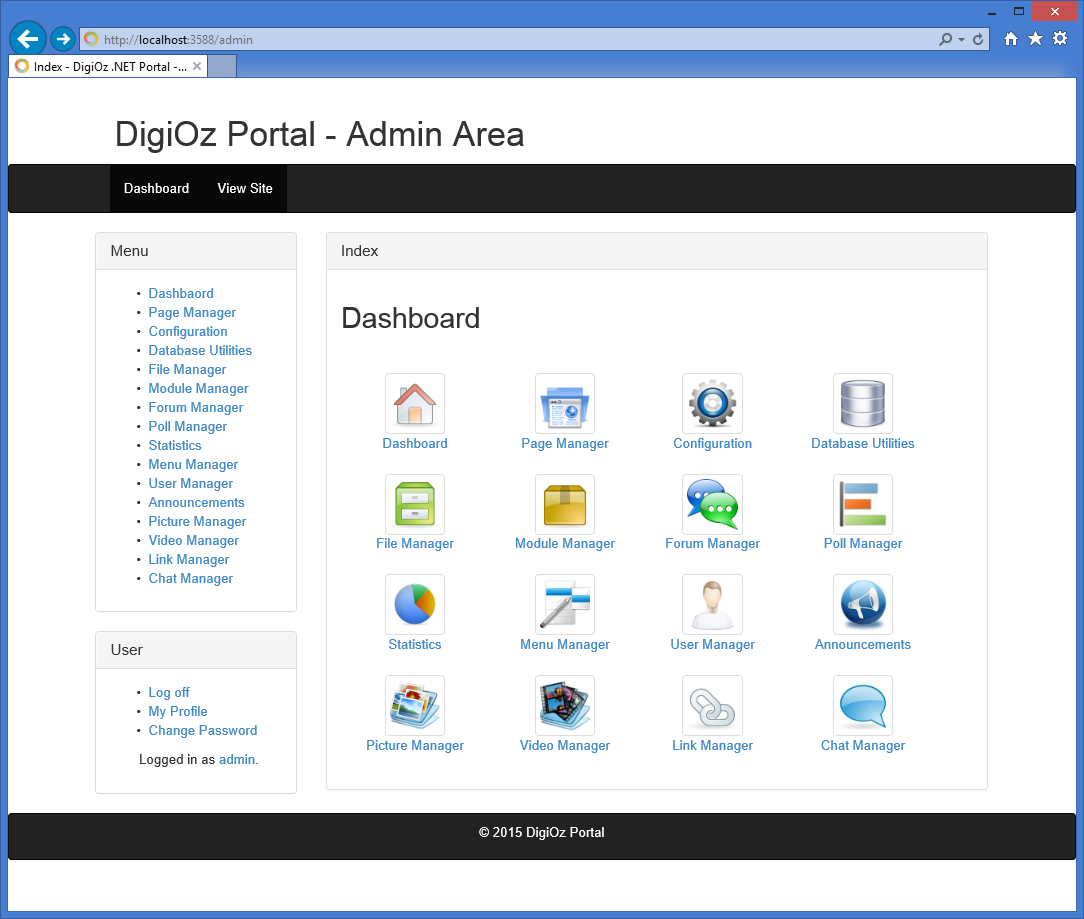 http://localhost:3588/admin
Index - DigiOz .NET Portal -...
DigiOz Portal - Admin Area
Dashboard View Site
Menu
Dashbaord
Page Manager
Configuration
Database Utilities
File Manager
Module Manager
Forum Manager
Poll Manager
Statistics
Menu Manager
User Manager
Announcements
Picture Manager
Video Manager
Link Manager
Chat Manager
User
Log off
My Profile
Change Password
Logged in as admin.
Index
Dashboard
Dashboard Page Manager Configuration Database Utilities
File Manager Module Manager Forum Manager Poll Manager
Statistics Menu Manager User Manager Announcements
Picture Manager Video Manager Link Manager Chat Manager
© 2015 DigiOz Portal